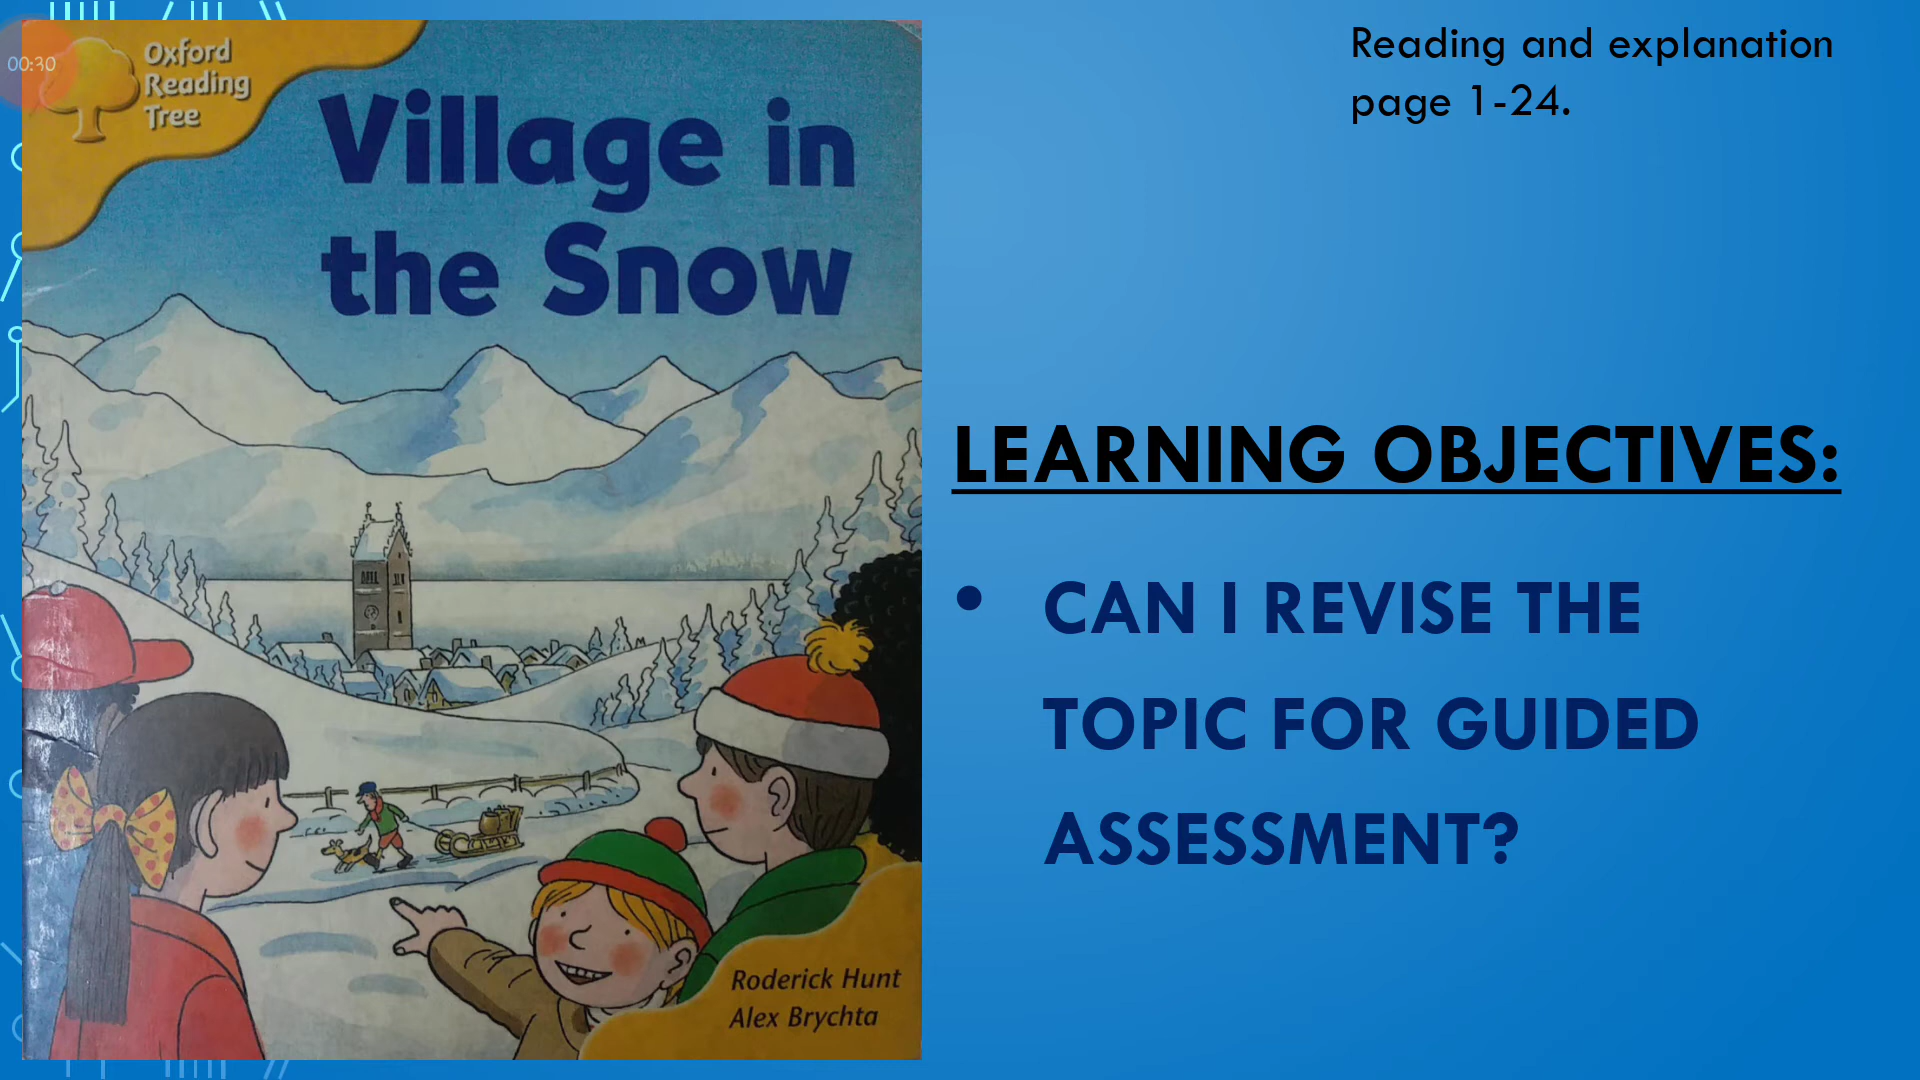 00:30
Oxford
Reading
Tree
Village in
the Snow
Roderick Hunt
Alex Brychta
Reading and explanation
page 1-24.
LEARNING OBJECTIVES:
• CAN I REVISE THE
TOPIC FOR GUIDED
ASSESSMENT?